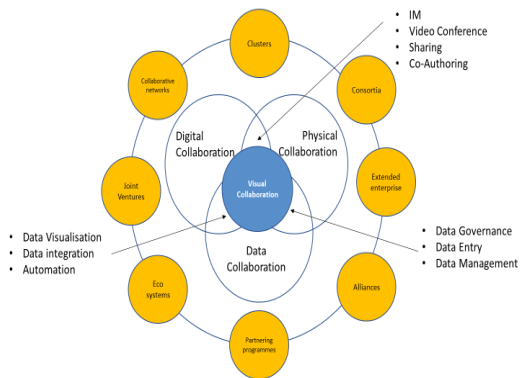 • IM
• Video Conference
• Sharing
• Co-Authoring
Clusters
Collaborative
networks
Consortia
Digital
Collaboration
Physical
Collaboration
Visual
Collaboration
Joint
Ventures
Extended
enterprise
• Data Visualisation
• Data integration
• Automation
• Data Governance
• Data Entry
• Data Management
Data
Collaboration
Eco
systems
Alliances
Partnering
programmes